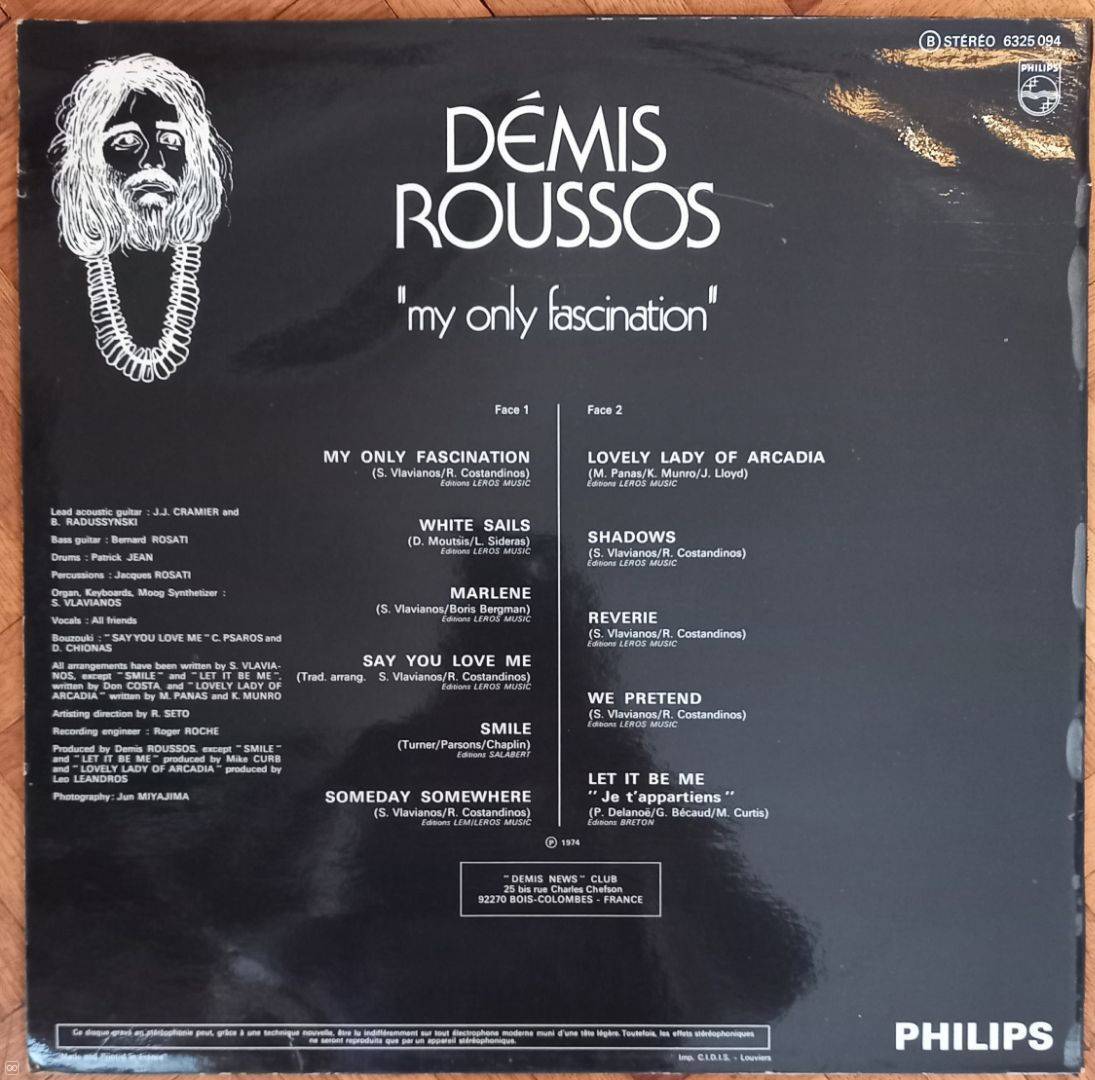 Ⓑ STÉRÉO 6325 094
PHILIPS
DÉMIS
ROUSSOS
"my only fascination"
Face 1
MY ONLY FASCINATION
(S. Vlavianos/R. Costandinos)
Editions LEROS MUSIC
WHITE SAILS
(D. Moutsis/L. Sideras)
Editions LEROS MUSIC
MARLENE
(S. Vlavianos/Boris Bergman)
Editions LEROS MUSIC
SAY YOU LOVE ME
(Trad. arrang. S. Vlavianos/R. Costandinos)
Editions LEROS MUSIC
SMILE
(Turner/Parsons/Chaplin)
Editions SALABERT
SOMEDAY SOMEWHERE
(S. Vlavianos/R. Costandinos)
Editions LEM/LEROS MUSIC
Face 2
LOVELY LADY OF ARCADIA
(M. Panas/K. Munro/J. Lloyd)
Editions LEROS MUSIC
SHADOWS
(S. Vlavianos/R. Costandinos)
Editions LEROS MUSIC
REVERIE
(S. Vlavianos/R. Costandinos)
Editions LEROS MUSIC
WE PRETEND
(S. Vlavianos/R. Costandinos)
Editions LEROS MUSIC
LET IT BE ME
"Je t'appartiens"
(P. Delanoë/G. Bécaud/M. Curtis)
Editions BRETON
Lead acoustic guitar : J.J. CRAMIER and
B. RADUSSYNSKI
Bass guitar : Bernard ROSATI
Drums : Patrick JEAN
Percussions : Jacques ROSATI
Organ, Keyboards, Moog Synthetizer :
S. VLAVIANOS
Vocals : All friends
Bouzouki : "SAY YOU LOVE ME" C. PSAROS and
D. CHIONAS
All arrangements have been written by S. VLAVIA-
NOS, except "SMILE" and "LET IT BE ME",
written by Don COSTA, and "LOVELY LADY OF
ARCADIA" written by M. PANAS and K. MUNRO
Artisting direction by R. SETO
Recording engineer : Roger ROCHE
Produced by Demis ROUSSOS, except "SMILE"
and "LET IT BE ME" produced by Mike CURB
and "LOVELY LADY OF ARCADIA" produced by
Leo LEANDROS
Photography : Jun MIYAJIMA
Ⓟ 1974
"DEMIS NEWS" CLUB
25 bis rue Charles Chefson
92270 BOIS-COLOMBES - FRANCE
Ce disque gravé en stéréophonie peut, grâce à une technique nouvelle, être lu indifféremment sur tout électrophone moderne muni d'une tête légère. Toutefois, les effets stéréophoniques
ne seront reproduits que par un appareil stéréophonique.
"Made and Printed in France"
Imp. C.I.D.I.S. - Louviers
PHILIPS